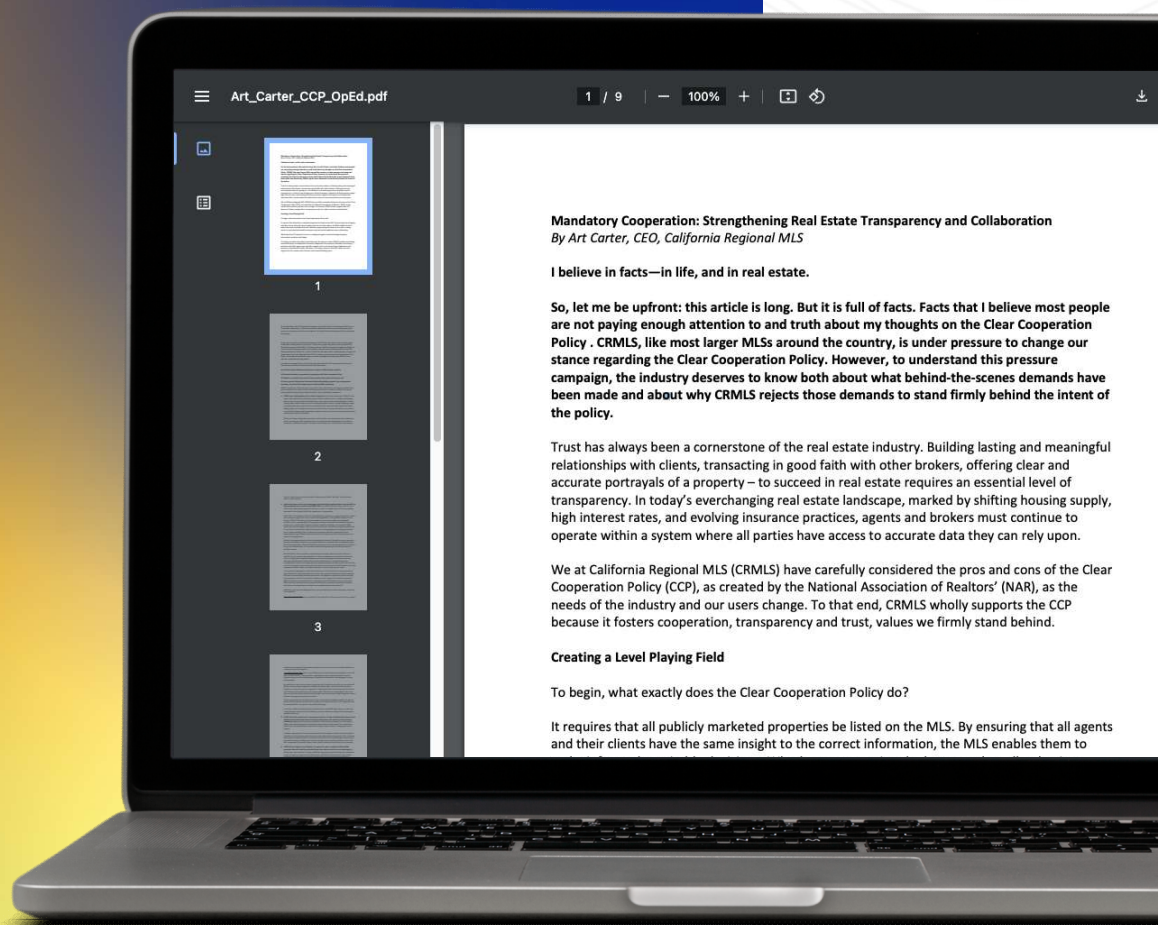 Art_Carter_CCP_OpEd.pdf
1 / 9
100%
1
2
3
Mandatory Cooperation: Strengthening Real Estate Transparency and Collaboration
By Art Carter, CEO, California Regional MLS
I believe in facts—in life, and in real estate.
So, let me be upfront: this article is long. But it is full of facts. Facts that I believe most people
are not paying enough attention to and truth about my thoughts on the Clear Cooperation
Policy . CRMLS, like most larger MLSs around the country, is under pressure to change our
stance regarding the Clear Cooperation Policy. However, to understand this pressure
campaign, the industry deserves to know both about what behind-the-scenes demands have
been made and about why CRMLS rejects those demands to stand firmly behind the intent of
the policy.
Trust has always been a cornerstone of the real estate industry. Building lasting and meaningful
relationships with clients, transacting in good faith with other brokers, offering clear and
accurate portrayals of a property – to succeed in real estate requires an essential level of
transparency. In today’s everchanging real estate landscape, marked by shifting housing supply,
high interest rates, and evolving insurance practices, agents and brokers must continue to
operate within a system where all parties have access to accurate data they can rely upon.
We at California Regional MLS (CRMLS) have carefully considered the pros and cons of the Clear
Cooperation Policy (CCP), as created by the National Association of Realtors’ (NAR), as the
needs of the industry and our users change. To that end, CRMLS wholly supports the CCP
because it fosters cooperation, transparency and trust, values we firmly stand behind.
Creating a Level Playing Field
To begin, what exactly does the Clear Cooperation Policy do?
It requires that all publicly marketed properties be listed on the MLS. By ensuring that all agents
and their clients have the same insight to the correct information, the MLS enables them to